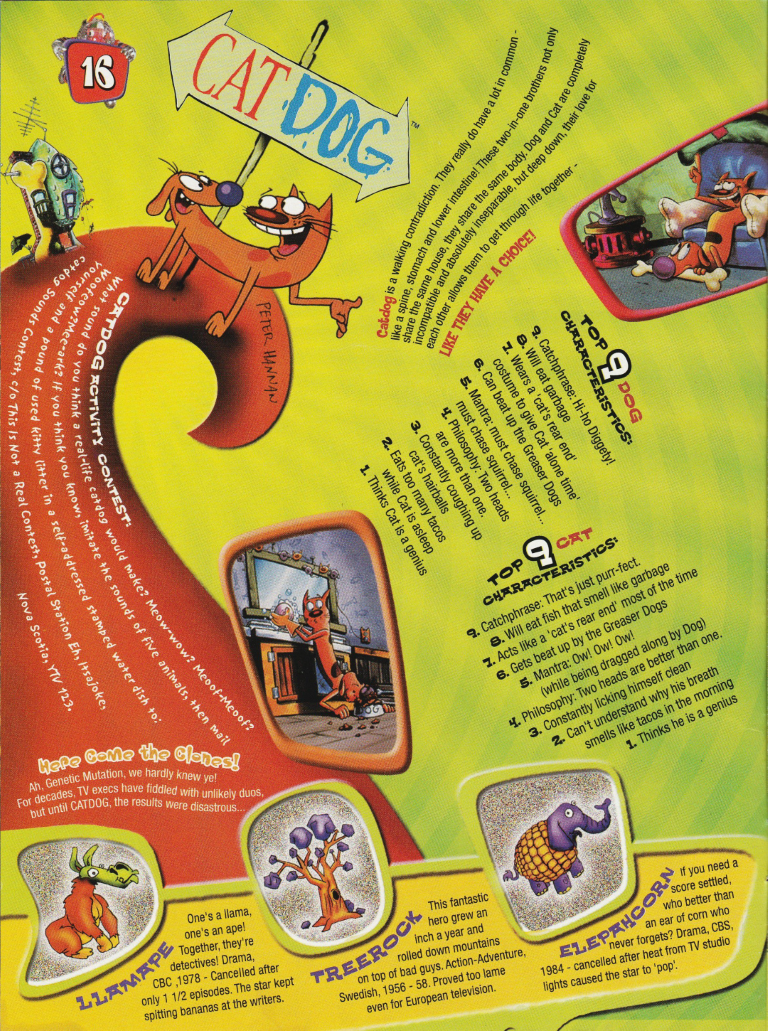 16
CAT DOG™
Catdog is a walking contradiction. They really do have a lot in common -
like a spine, stomach and lower intestine! These two-in-one brothers not only
share the same house, they share the same body. Dog and Cat are completely
incompatible and absolutely inseparable, but deep down, their love for
each other allows them to get through life together -
LIKE THEY HAVE A CHOICE!
PETER HANNAN
CATDOG ACTIVITY CONTEST:
What sound do you think a real-life catdog would make? Meow-wow? Meoof-Meoof?
Woofeow?Mee-ark? If you think you know, imitate the sounds of five animals, then mail
yourself and a pound of used kitty litter in a self-addressed stamped water dish to:
catdog Sounds Contest, c/o This Is Not a Real Contest, Postal Station Eh, Itsajoke,
Nova Scotia, TIV 123.
TOP 9 DOG
CHARACTERISTICS:
9. Catchphrase: Hi-ho Diggely!
8. Will eat garbage
7. Wears a 'cat's rear end'
costume to give Cat 'alone time'
6. Can beat up the Greaser Dogs
5. Mantra: must chase squirrel...
must chase squirrel...
4. Philosophy: Two heads
are more than one.
3. Constantly coughing up
cat's hairballs
2. Eats too many tacos
while Cat is asleep
1. Thinks Cat is a genius
TOP 9 CAT
CHARACTERISTICS:
9. Catchphrase: That's just purr-fect.
8. Will eat fish that smell like garbage
7. Acts like a 'cat's rear end' most of the time
6. Gets beat up by the Greaser Dogs
5. Mantra: Ow! Ow! Ow!
(while being dragged along by Dog)
4. Philosophy: Two heads are better than one.
3. Constantly licking himself clean
2. Can't understand why his breath
smells like tacos in the morning
1. Thinks he is a genius
Here Come the Clones!
Ah, Genetic Mutation, we hardly knew ye!
For decades, TV execs have fiddled with unlikely duos,
but until CATDOG, the results were disastrous...
LLAMAPE
One's a llama,
one's an ape!
Together, they're
detectives! Drama,
CBC ,1978 - Cancelled after
only 1 1/2 episodes. The star kept
spitting bananas at the writers.
TREEROCK
This fantastic
hero grew an
inch a year and
rolled down mountains
on top of bad guys. Action-Adventure,
Swedish, 1956 - 58. Proved too lame
even for European television.
ELEPAHCORN
If you need a
score settled,
who better than
an ear of corn who
never forgets? Drama, CBS,
1984 - cancelled after heat from TV studio
lights caused the star to 'pop'.